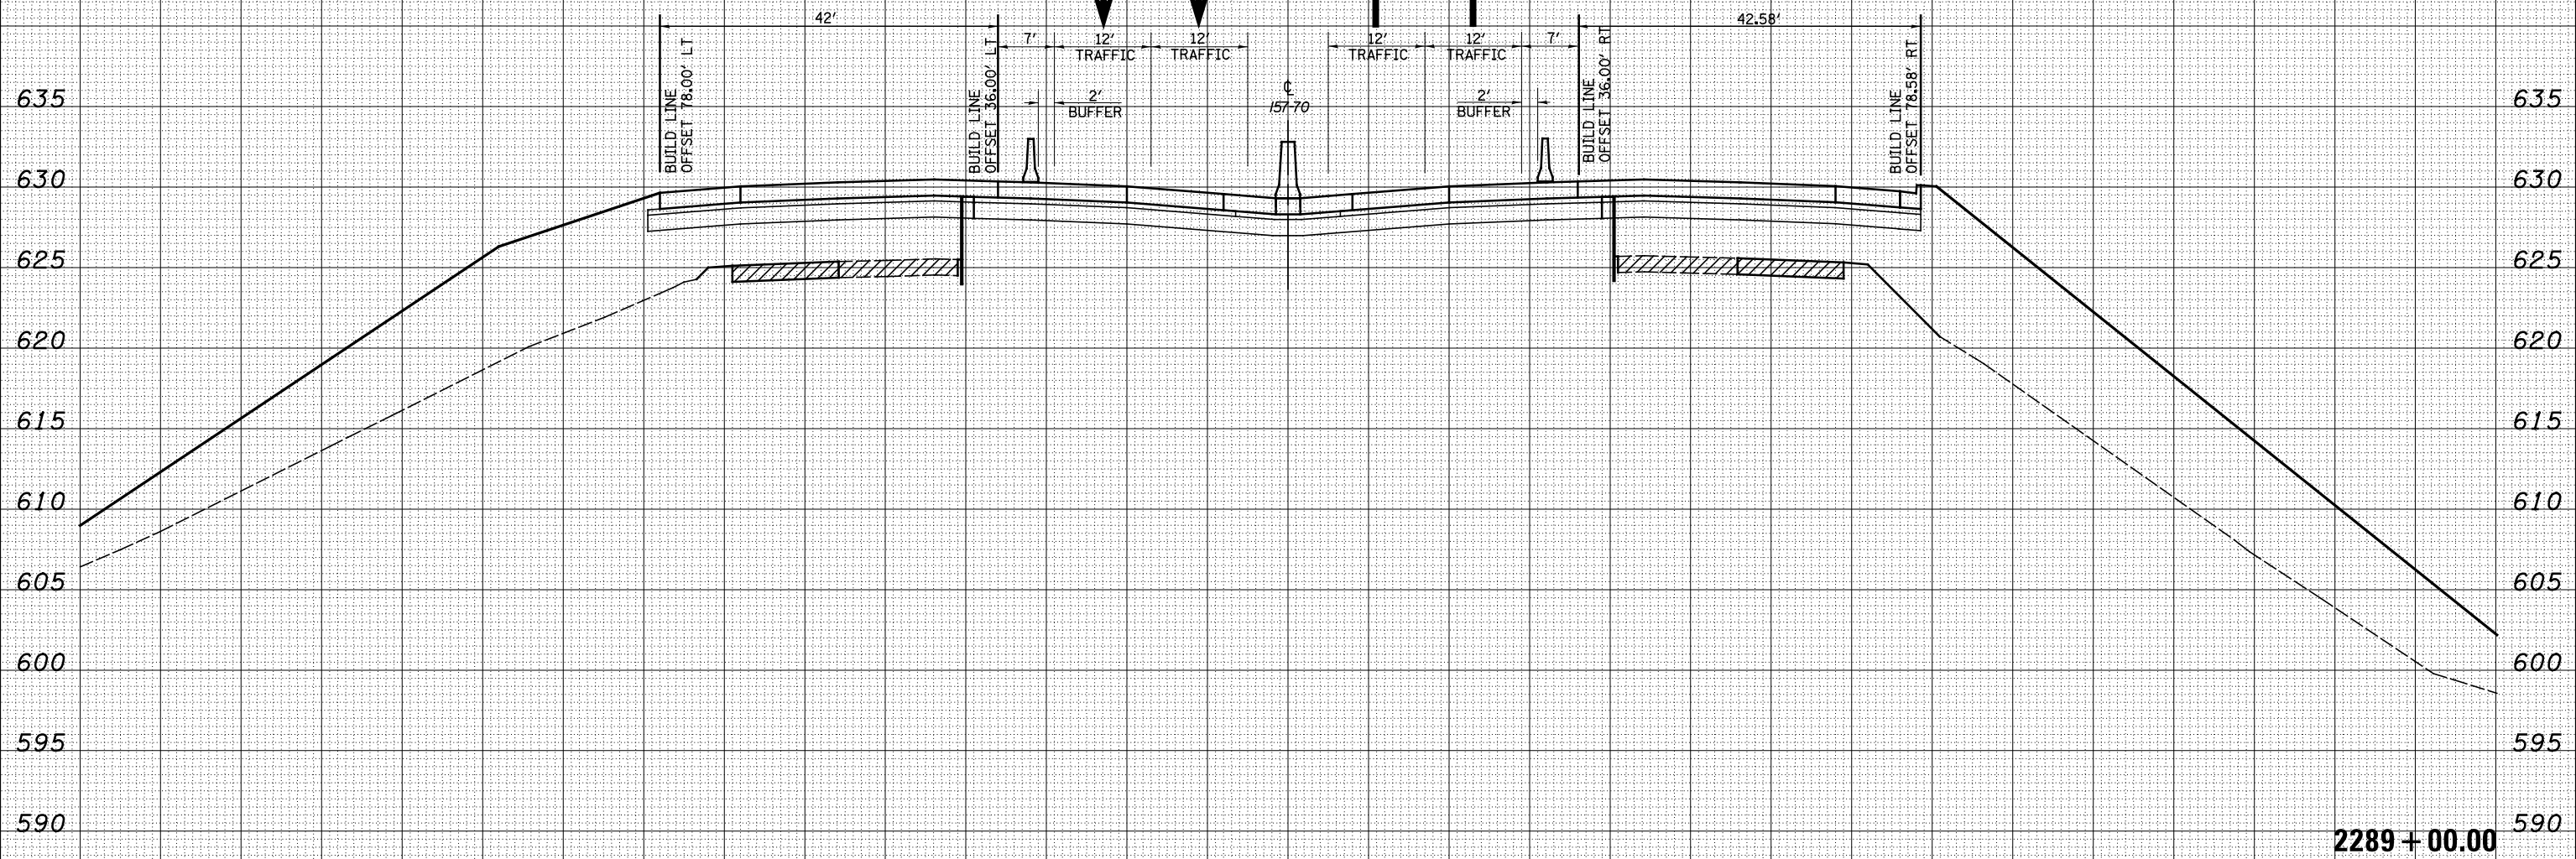 42'
42.58'
7'
12'
TRAFFIC
12'
TRAFFIC
12'
TRAFFIC
12'
TRAFFIC
7'
BUILD LINE
OFFSET 78.00' LT
BUILD LINE
OFFSET 36.00' LT
2'
BUFFER
℄
I57-70
2'
BUFFER
BUILD LINE
OFFSET 36.00' RT
BUILD LINE
OFFSET 78.58' RT
635
635
630
630
625
625
620
620
615
615
610
610
605
605
600
600
595
595
590
590
2289+00.00